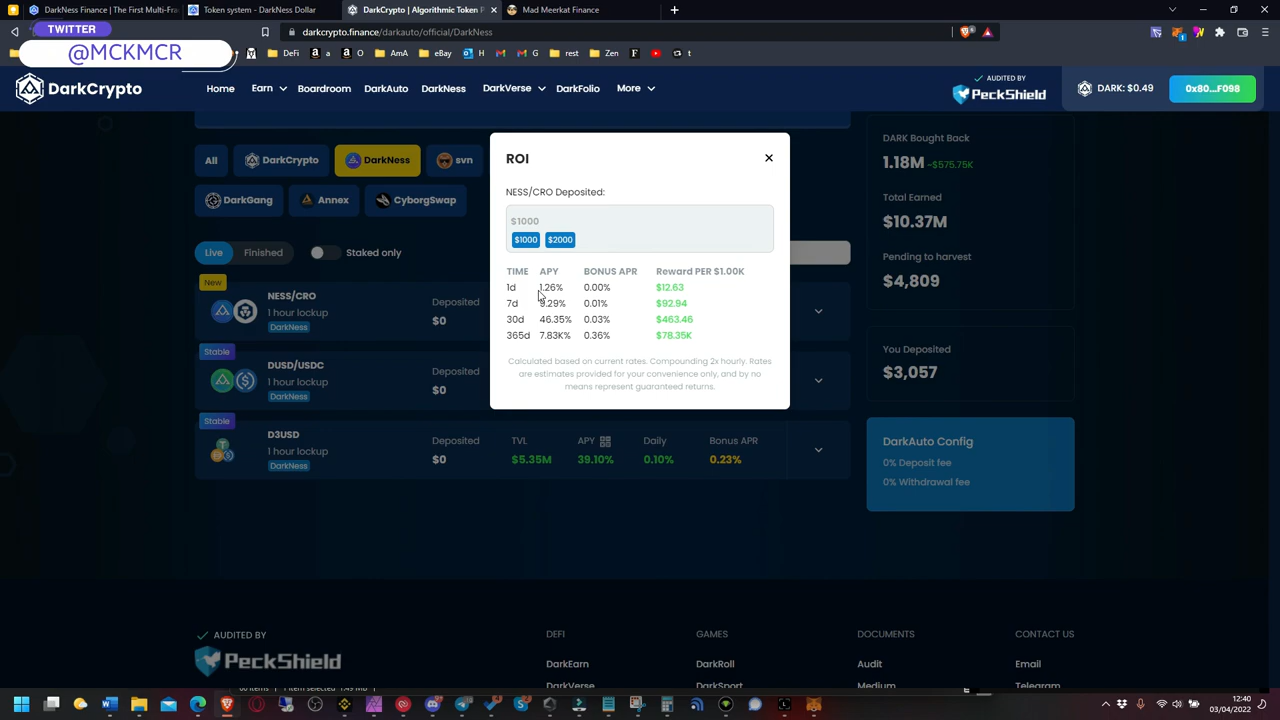 DarkNess Finance | The First Multi-Fra
Token system - DarkNess Dollar
DarkCrypto | Algorithmic Token P
Mad Meerkat Finance
TWITTER
@MCKMCR
darkcrypto.finance/darkauto/official/DarkNess
DeFi
a
a
O
AmA
eBay
H
G
G
rest
Zen
t
DarkCrypto
Home
Earn
Boardroom
DarkAuto
DarkNess
DarkVerse
DarkFolio
More
AUDITED BY
PeckShield
DARK: $0.49
0x80...F098
All
DarkCrypto
DarkNess
svn
DarkGang
Annex
CyborgSwap
Live
Finished
Staked only
New
NESS/CRO
1 hour lockup
DarkNess
Deposited
$0
Stable
DUSD/USDC
1 hour lockup
DarkNess
Deposited
$0
Stable
D3USD
1 hour lockup
DarkNess
Deposited
$0
TVL
$5.35M
APY
39.10%
Daily
0.10%
Bonus APR
0.23%
ROI
NESS/CRO Deposited:
$1000
$1000 $2000
TIME APY BONUS APR Reward PER $1.00K
1d 1.26% 0.00% $12.63
7d 9.29% 0.01% $92.94
30d 46.35% 0.03% $463.46
365d 7.83K% 0.36% $78.35K
Calculated based on current rates. Compounding 2x hourly. Rates
are estimates provided for your convenience only, and by no
means represent guaranteed returns.
DARK Bought Back
1.18M ~$575.75K
Total Earned
$10.37M
Pending to harvest
$4,809
You Deposited
$3,057
DarkAuto Config
0% Deposit fee
0% Withdrawal fee
AUDITED BY
PeckShield
DEFI
DarkEarn
DarkVerse
GAMES
DarkRoll
DarkSport
DOCUMENTS
Audit
Medium
CONTACT US
Email
Telegram
12:40
03/04/2022